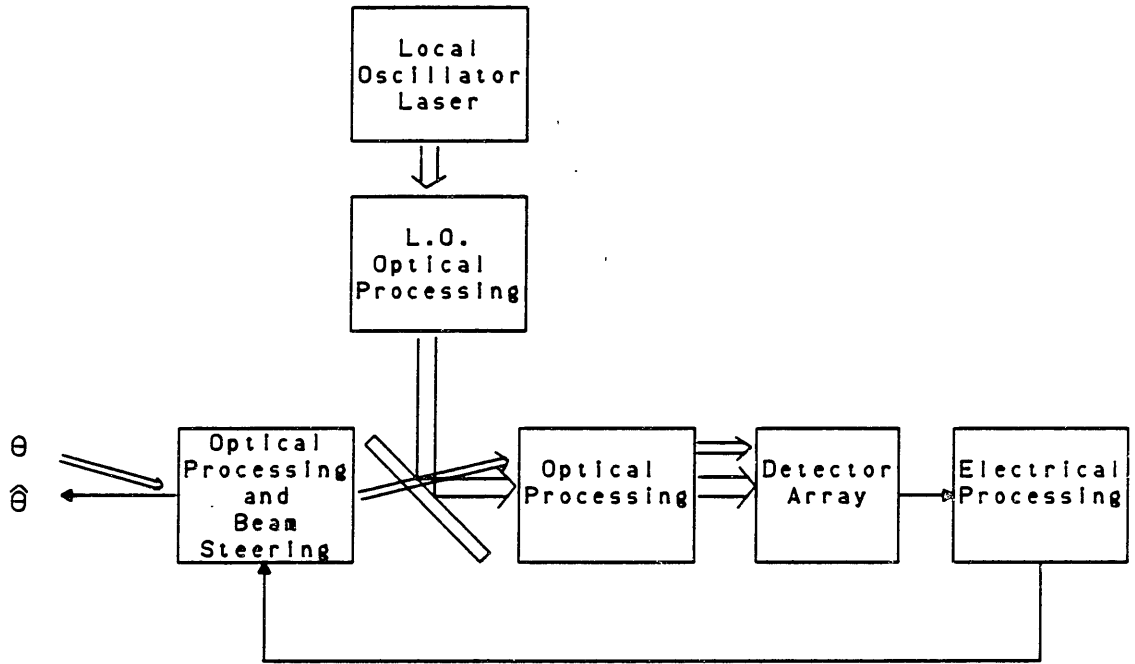 Local
Oscillator
Laser
L.O.
Optical
Processing
θ
θ̂
Optical
Processing
and
Beam
Steering
Optical
Processing
Detector
Array
Electrical
Processing